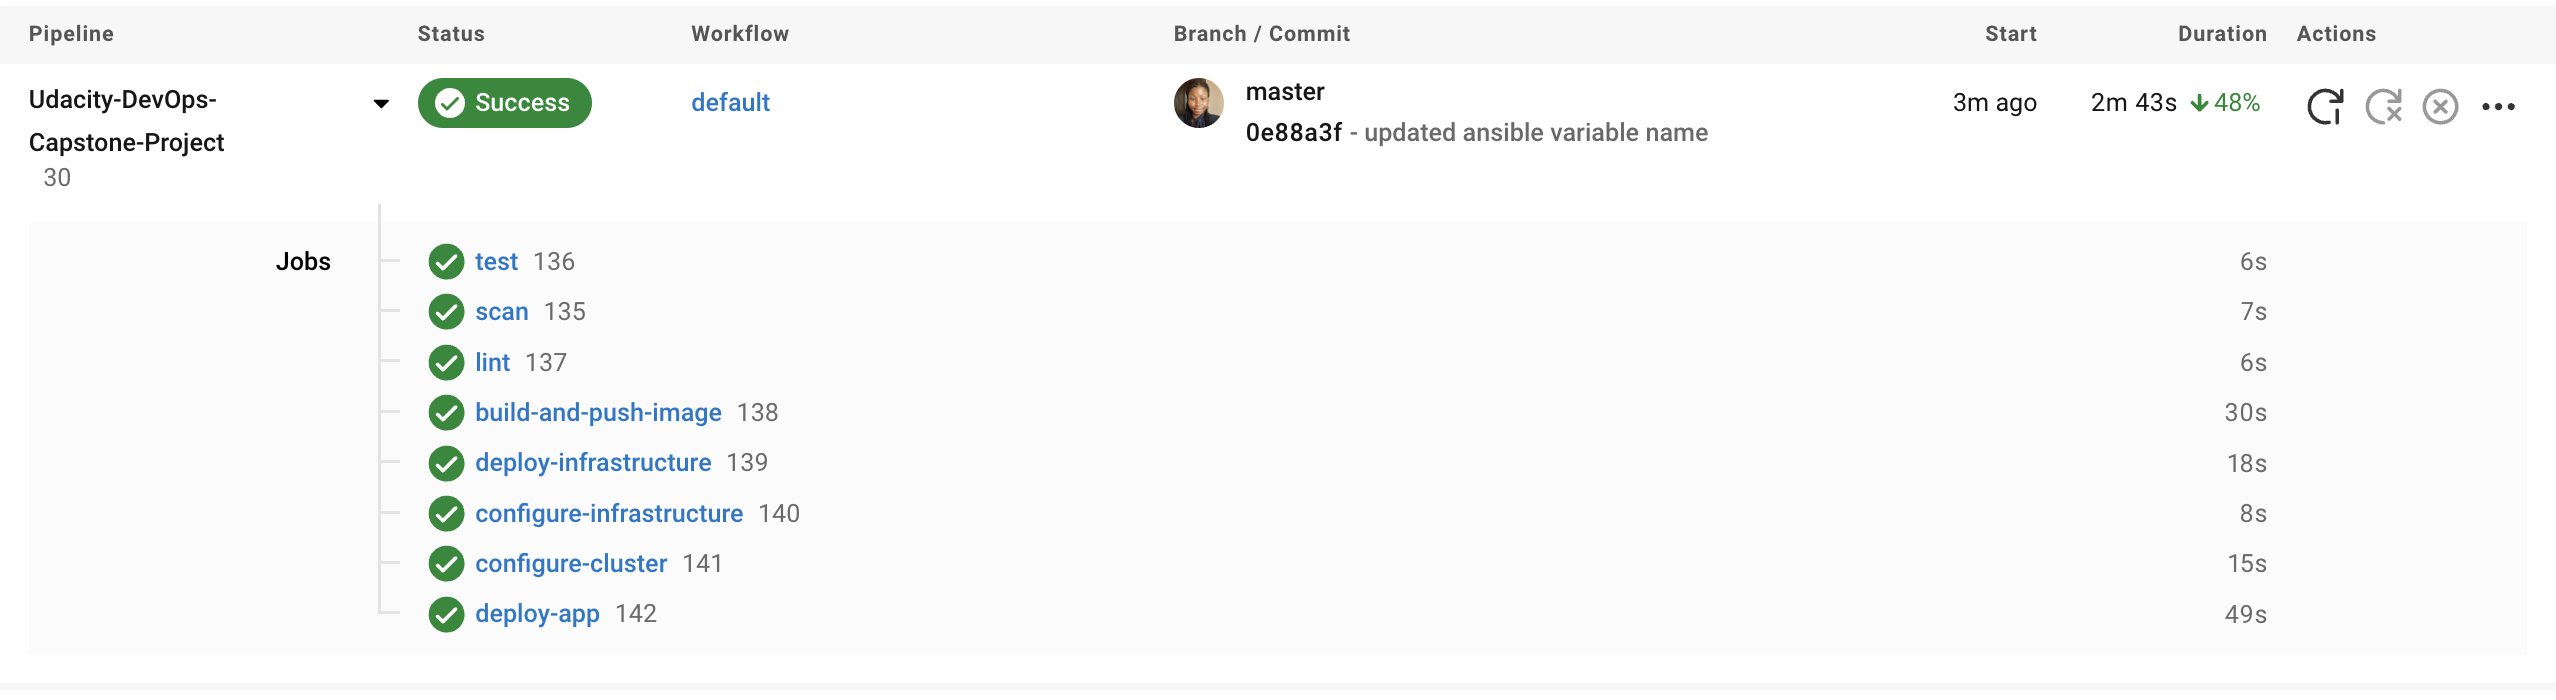 Pipeline Status Workflow Branch / Commit Start Duration Actions
Udacity-DevOps-
Capstone-Project
30
Success default
master
0e88a3f - updated ansible variable name
3m ago 2m 43s 48%
Jobs
test 136 6s
scan 135 7s
lint 137 6s
build-and-push-image 138 30s
deploy-infrastructure 139 18s
configure-infrastructure 140 8s
configure-cluster 141 15s
deploy-app 142 49s